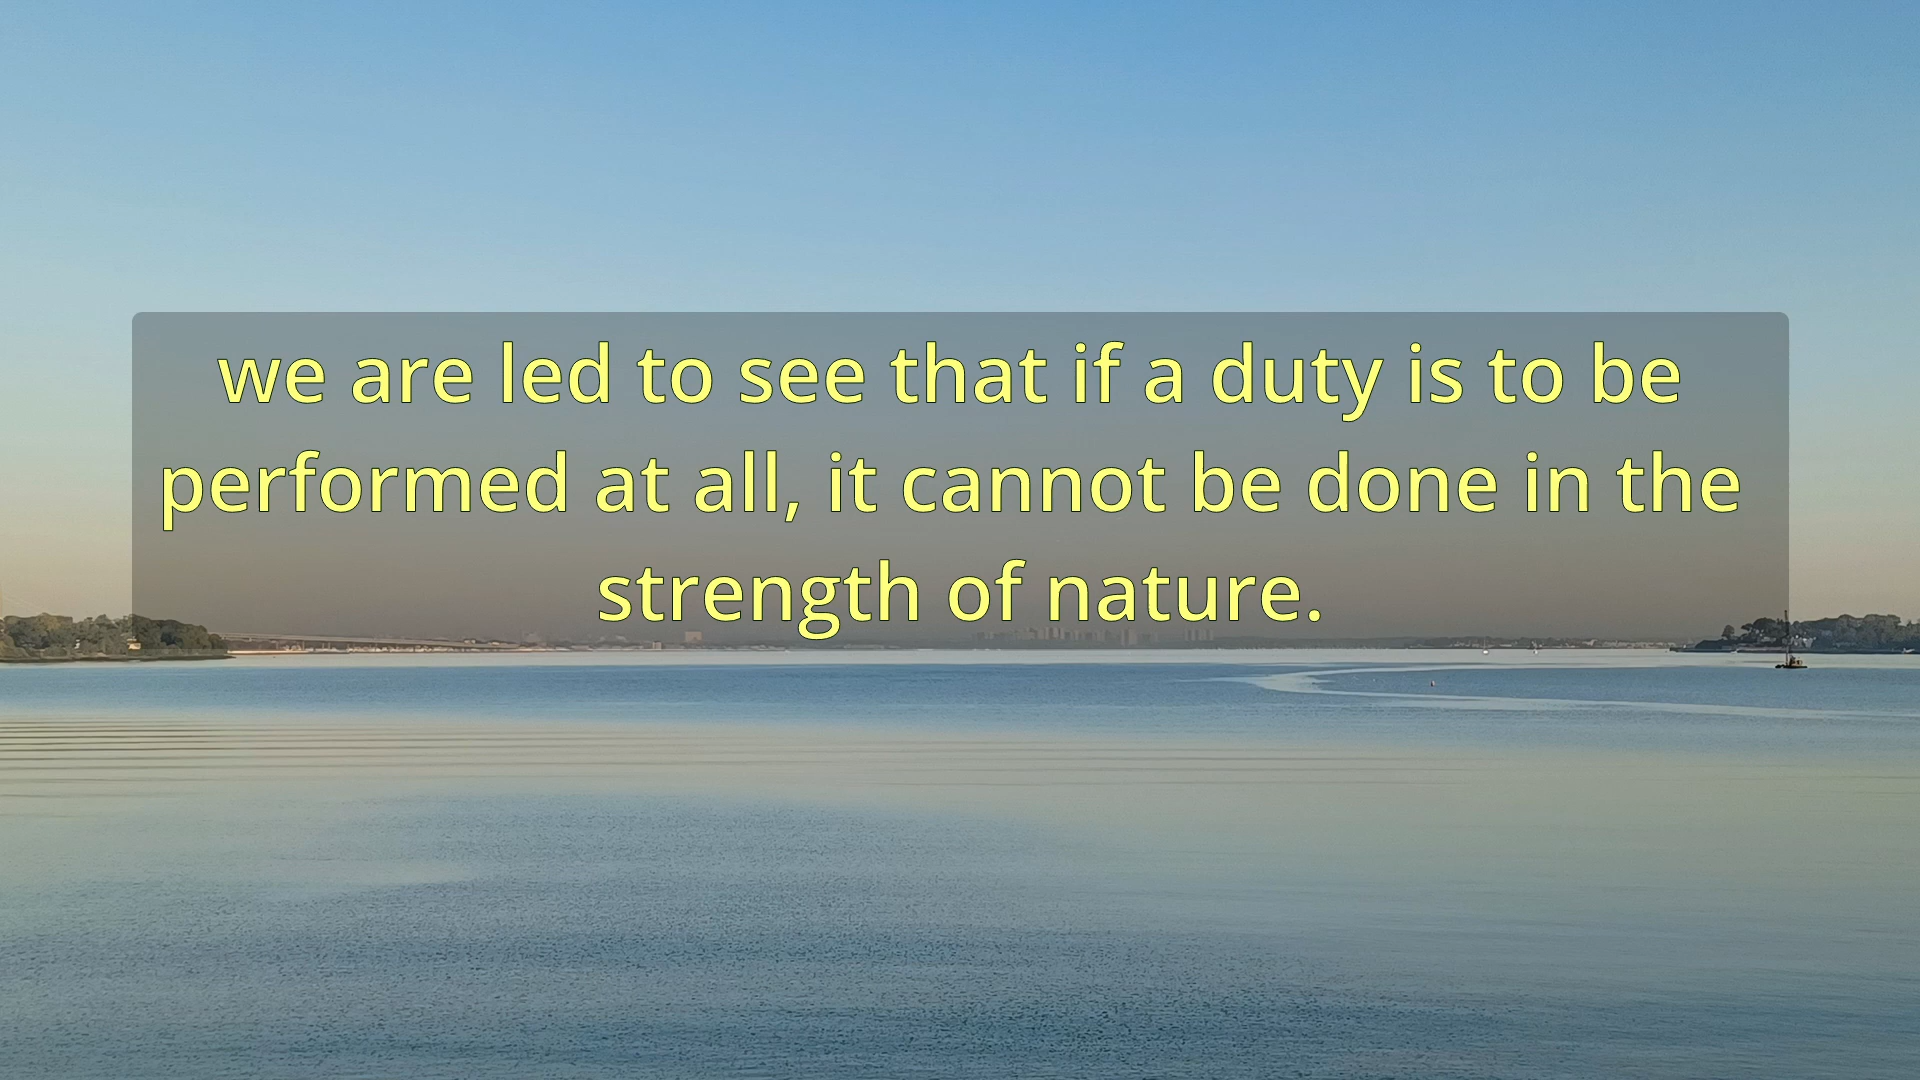 we are led to see that if a duty is to be
performed at all, it cannot be done in the
strength of nature.